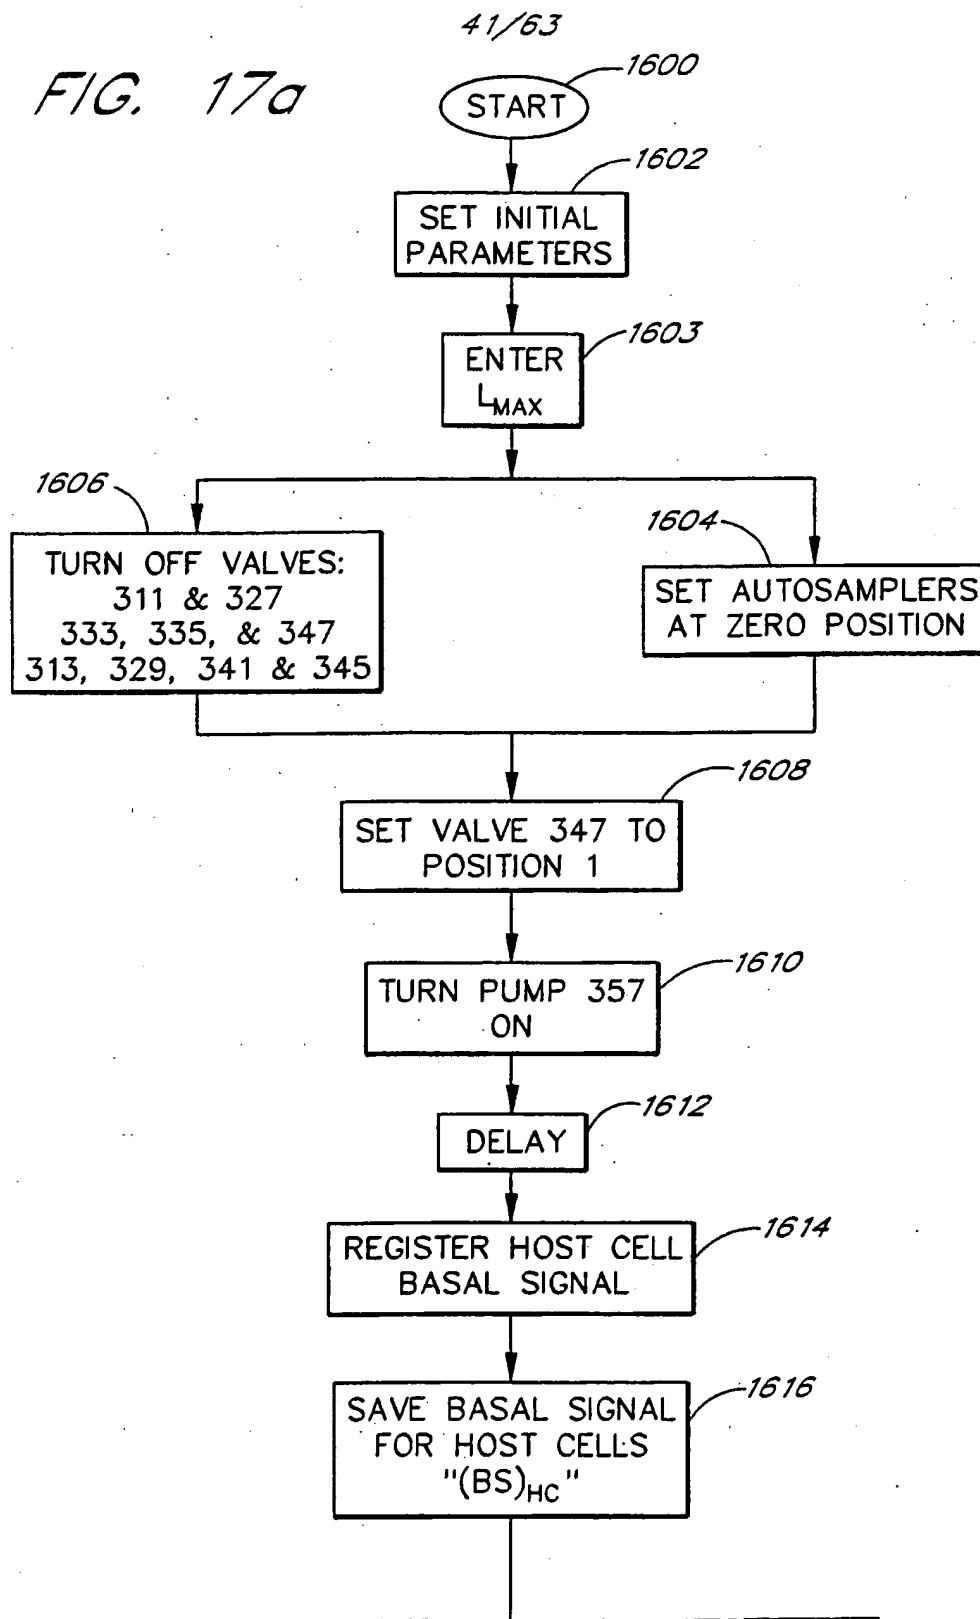 41/63
FIG. 17a
1600
START
1602
SET INITIAL
PARAMETERS
1603
ENTER
LMAX
1606
TURN OFF VALVES:
311 & 327
333, 335, & 347
313, 329, 341 & 345
1604
SET AUTOSAMPLERS
AT ZERO POSITION
1608
SET VALVE 347 TO
POSITION 1
1610
TURN PUMP 357
ON
1612
DELAY
1614
REGISTER HOST CELL
BASAL SIGNAL
1616
SAVE BASAL SIGNAL
FOR HOST CELLS
"(BS)HC"